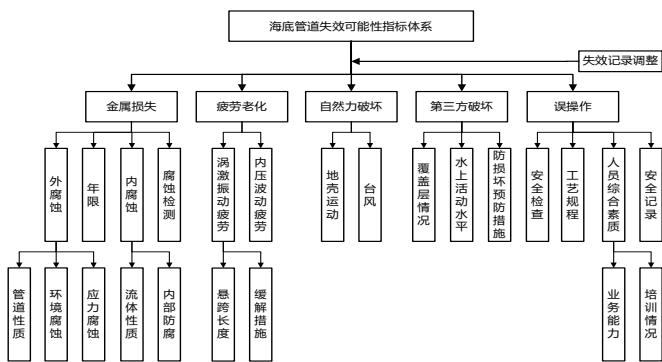 海底管道失效可能性指标体系
失效记录调整
金属损失
疲劳老化
自然力破坏
第三方破坏
误操作
外腐蚀
年限
内腐蚀
腐蚀检测
涡激振动疲劳
内压波动疲劳
地壳运动
台风
覆盖层情况
水上活动水平
防损坏预防措施
安全检查
工艺规程
人员综合素质
安全记录
管道性质
环境腐蚀
应力腐蚀
流体性质
内部防腐
悬跨长度
缓解措施
业务能力
培训情况